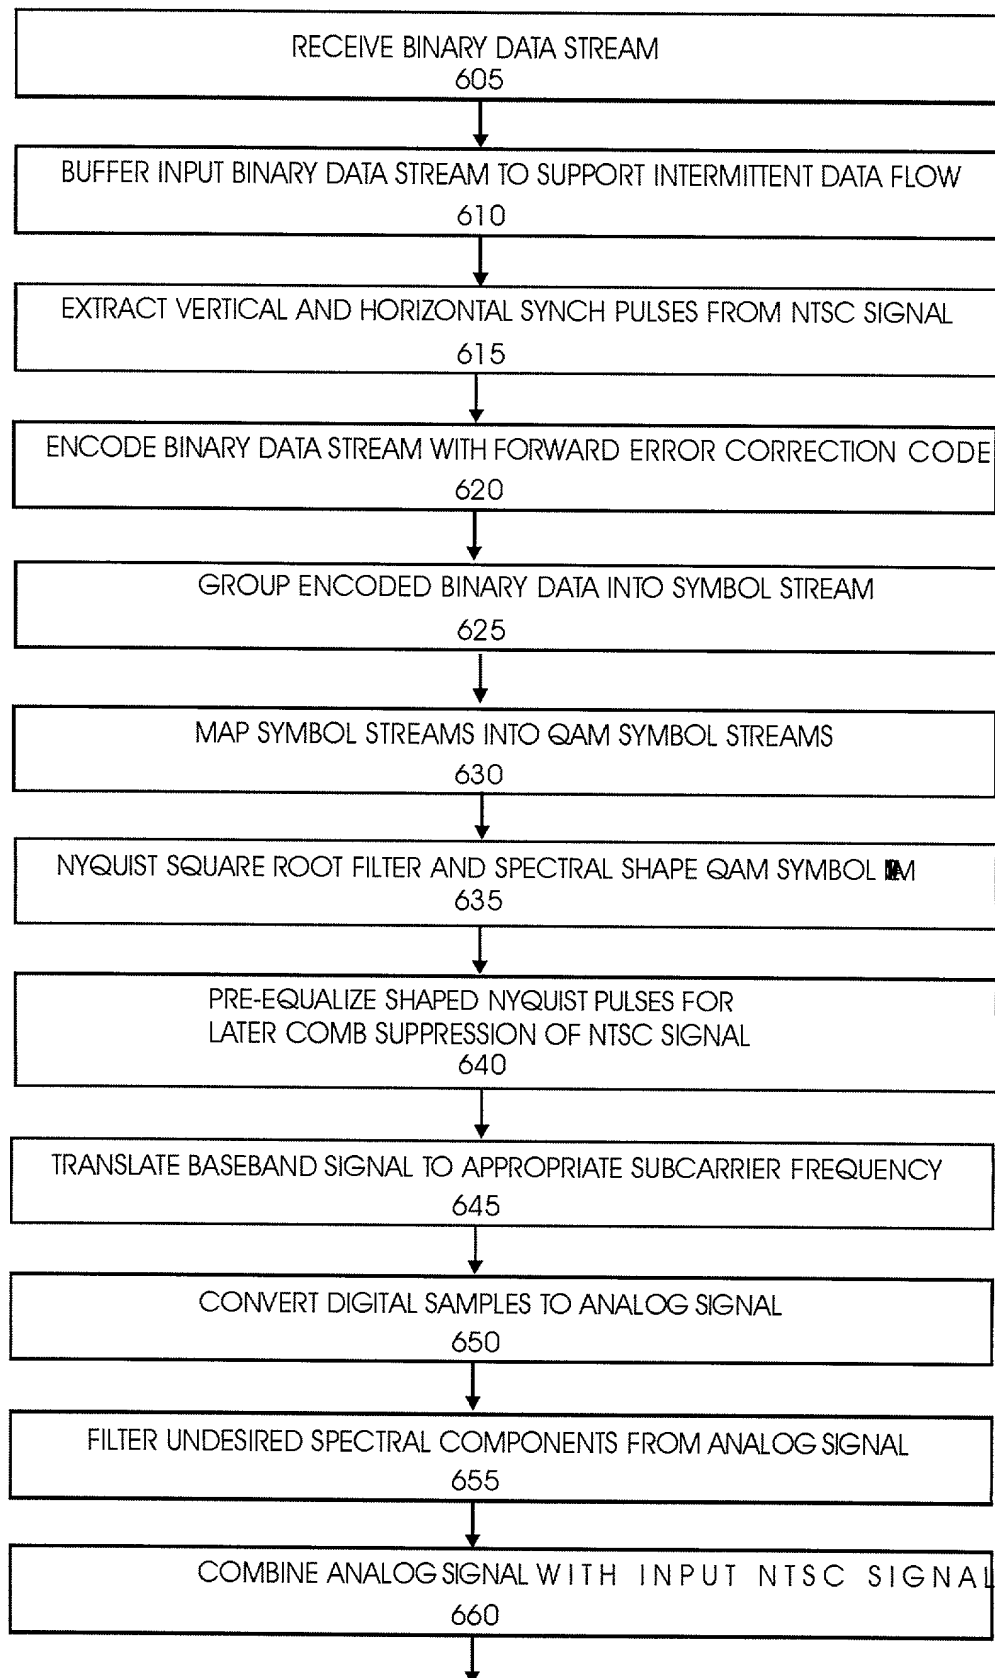 RECEIVE BINARY DATA STREAM
605
BUFFER INPUT BINARY DATA STREAM TO SUPPORT INTERMITTENT DATA FLOW
610
EXTRACT VERTICAL AND HORIZONTAL SYNCH PULSES FROM NTSC SIGNAL
615
ENCODE BINARY DATA STREAM WITH FORWARD ERROR CORRECTION CODE
620
GROUP ENCODED BINARY DATA INTO SYMBOL STREAM
625
MAP SYMBOL STREAMS INTO QAM SYMBOL STREAMS
630
NYQUIST SQUARE ROOT FILTER AND SPECTRAL SHAPE QAM SYMBOL
635
PRE-EQUALIZE SHAPED NYQUIST PULSES FOR
LATER COMB SUPPRESSION OF NTSC SIGNAL
640
TRANSLATE BASEBAND SIGNAL TO APPROPRIATE SUBCARRIER FREQUENCY
645
CONVERT DIGITAL SAMPLES TO ANALOG SIGNAL
650
FILTER UNDESIRED SPECTRAL COMPONENTS FROM ANALOG SIGNAL
655
COMBINE ANALOG SIGNAL WITH INPUT NTSC SIGNAL
660